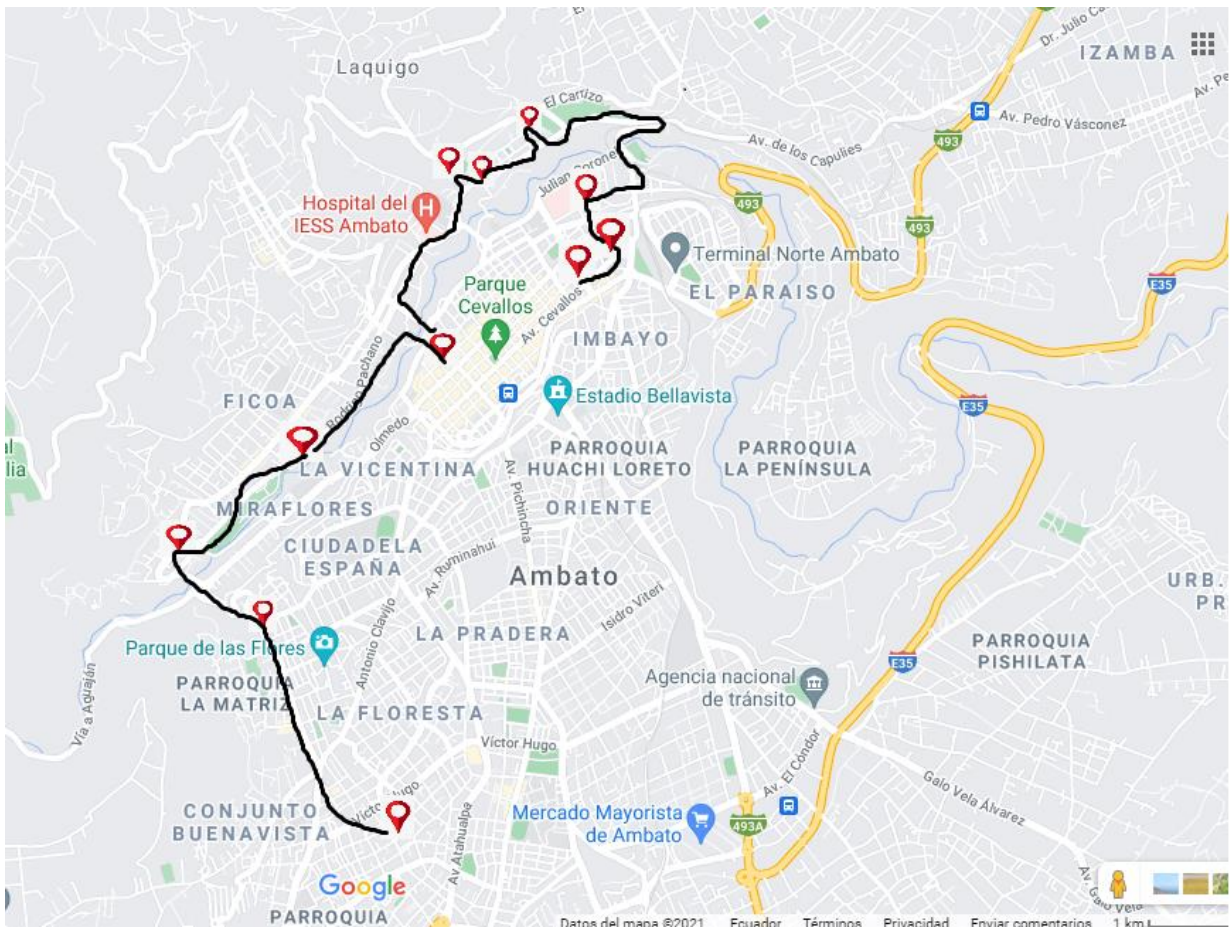 Laquigo
Dr. Julio
IZAMBA
El Carrizo
Av. Pedro Vásconez
Av. de los Capulíes
493
493
493
493
Hospital del
IESS Ambato
H
Terminal Norte Ambato
EL PARAISO
E35
Parque
Cevallos
Av. Cevallos
IMBAYO
Rodrigo Pachano
FICOA
Estadio Bellavista
E35
Olmedo
PARROQUIA
HUACHI LORETO
PARROQUIA
LA PENÍNSULA
LA VICENTINA
Av. Pichincha
MIRAFLORES
ORIENTE
CIUDADELA
ESPAÑA
Av. Ruminahui
Ambato
URB.
Isidro Viteri
LA PRADERA
Antonio Clavijo
Parque de las Flores
PARROQUIA
PISHILATA
E35
Agencia nacional
de tránsito
PARROQUIA
LA MATRIZ
Vía a Aguaján
LA FLORESTA
Víctor Hugo
Av. El Cóndor
Galo Vela Álvarez
CONJUNTO
BUENAVISTA
Mercado Mayorista
de Ambato
493A
Av Atahualpa
Google
PARROQUIA
Av. Galo Vela
Datos del mapa ©2021 Ecuador Términos Privacidad Enviar comentarios 1 km